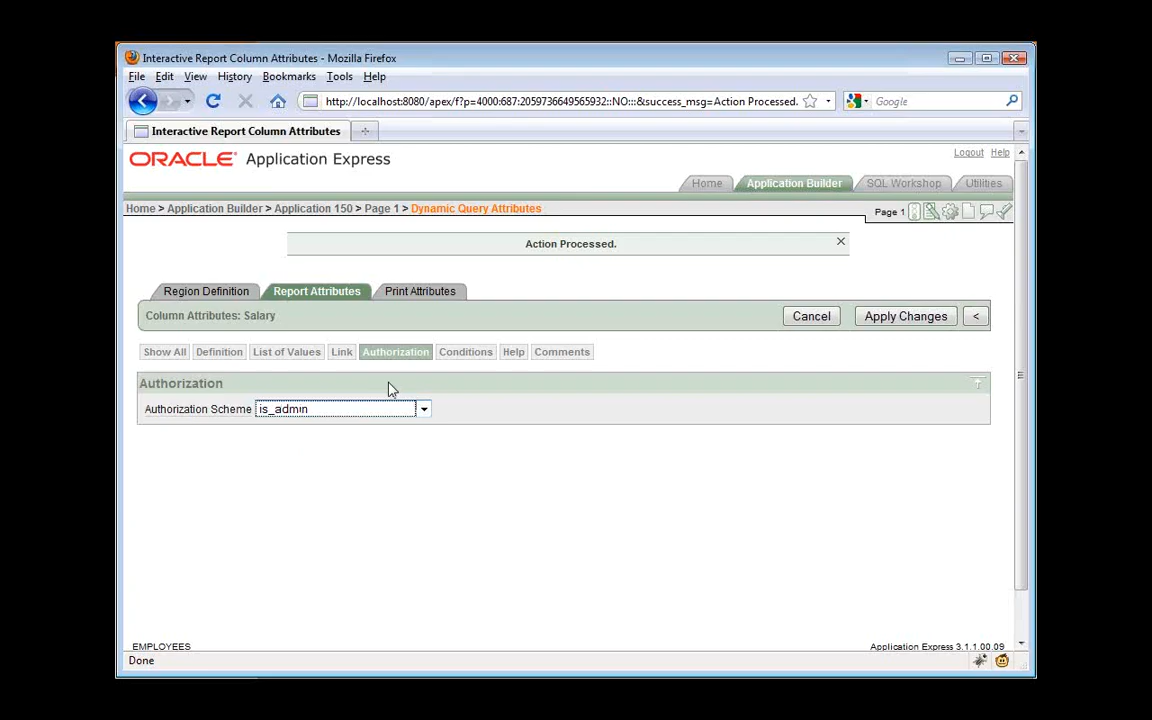 Interactive Report Column Attributes - Mozilla Firefox
File Edit View History Bookmarks Tools Help
http://localhost:8080/apex/f?p=4000:687:2059736649565932::NO:::&success_msg=Action Processed. Google
Interactive Report Column Attributes
ORACLE Application Express Logout Help
Home Application Builder SQL Workshop Utilities
Home > Application Builder > Application 150 > Page 1 > Dynamic Query Attributes Page 1
Action Processed.
Region Definition Report Attributes Print Attributes
Column Attributes: Salary Cancel Apply Changes <
Show All Definition List of Values Link Authorization Conditions Help Comments
Authorization
Authorization Scheme is_admin
EMPLOYEES Application Express 3.1.1.00.09
Done